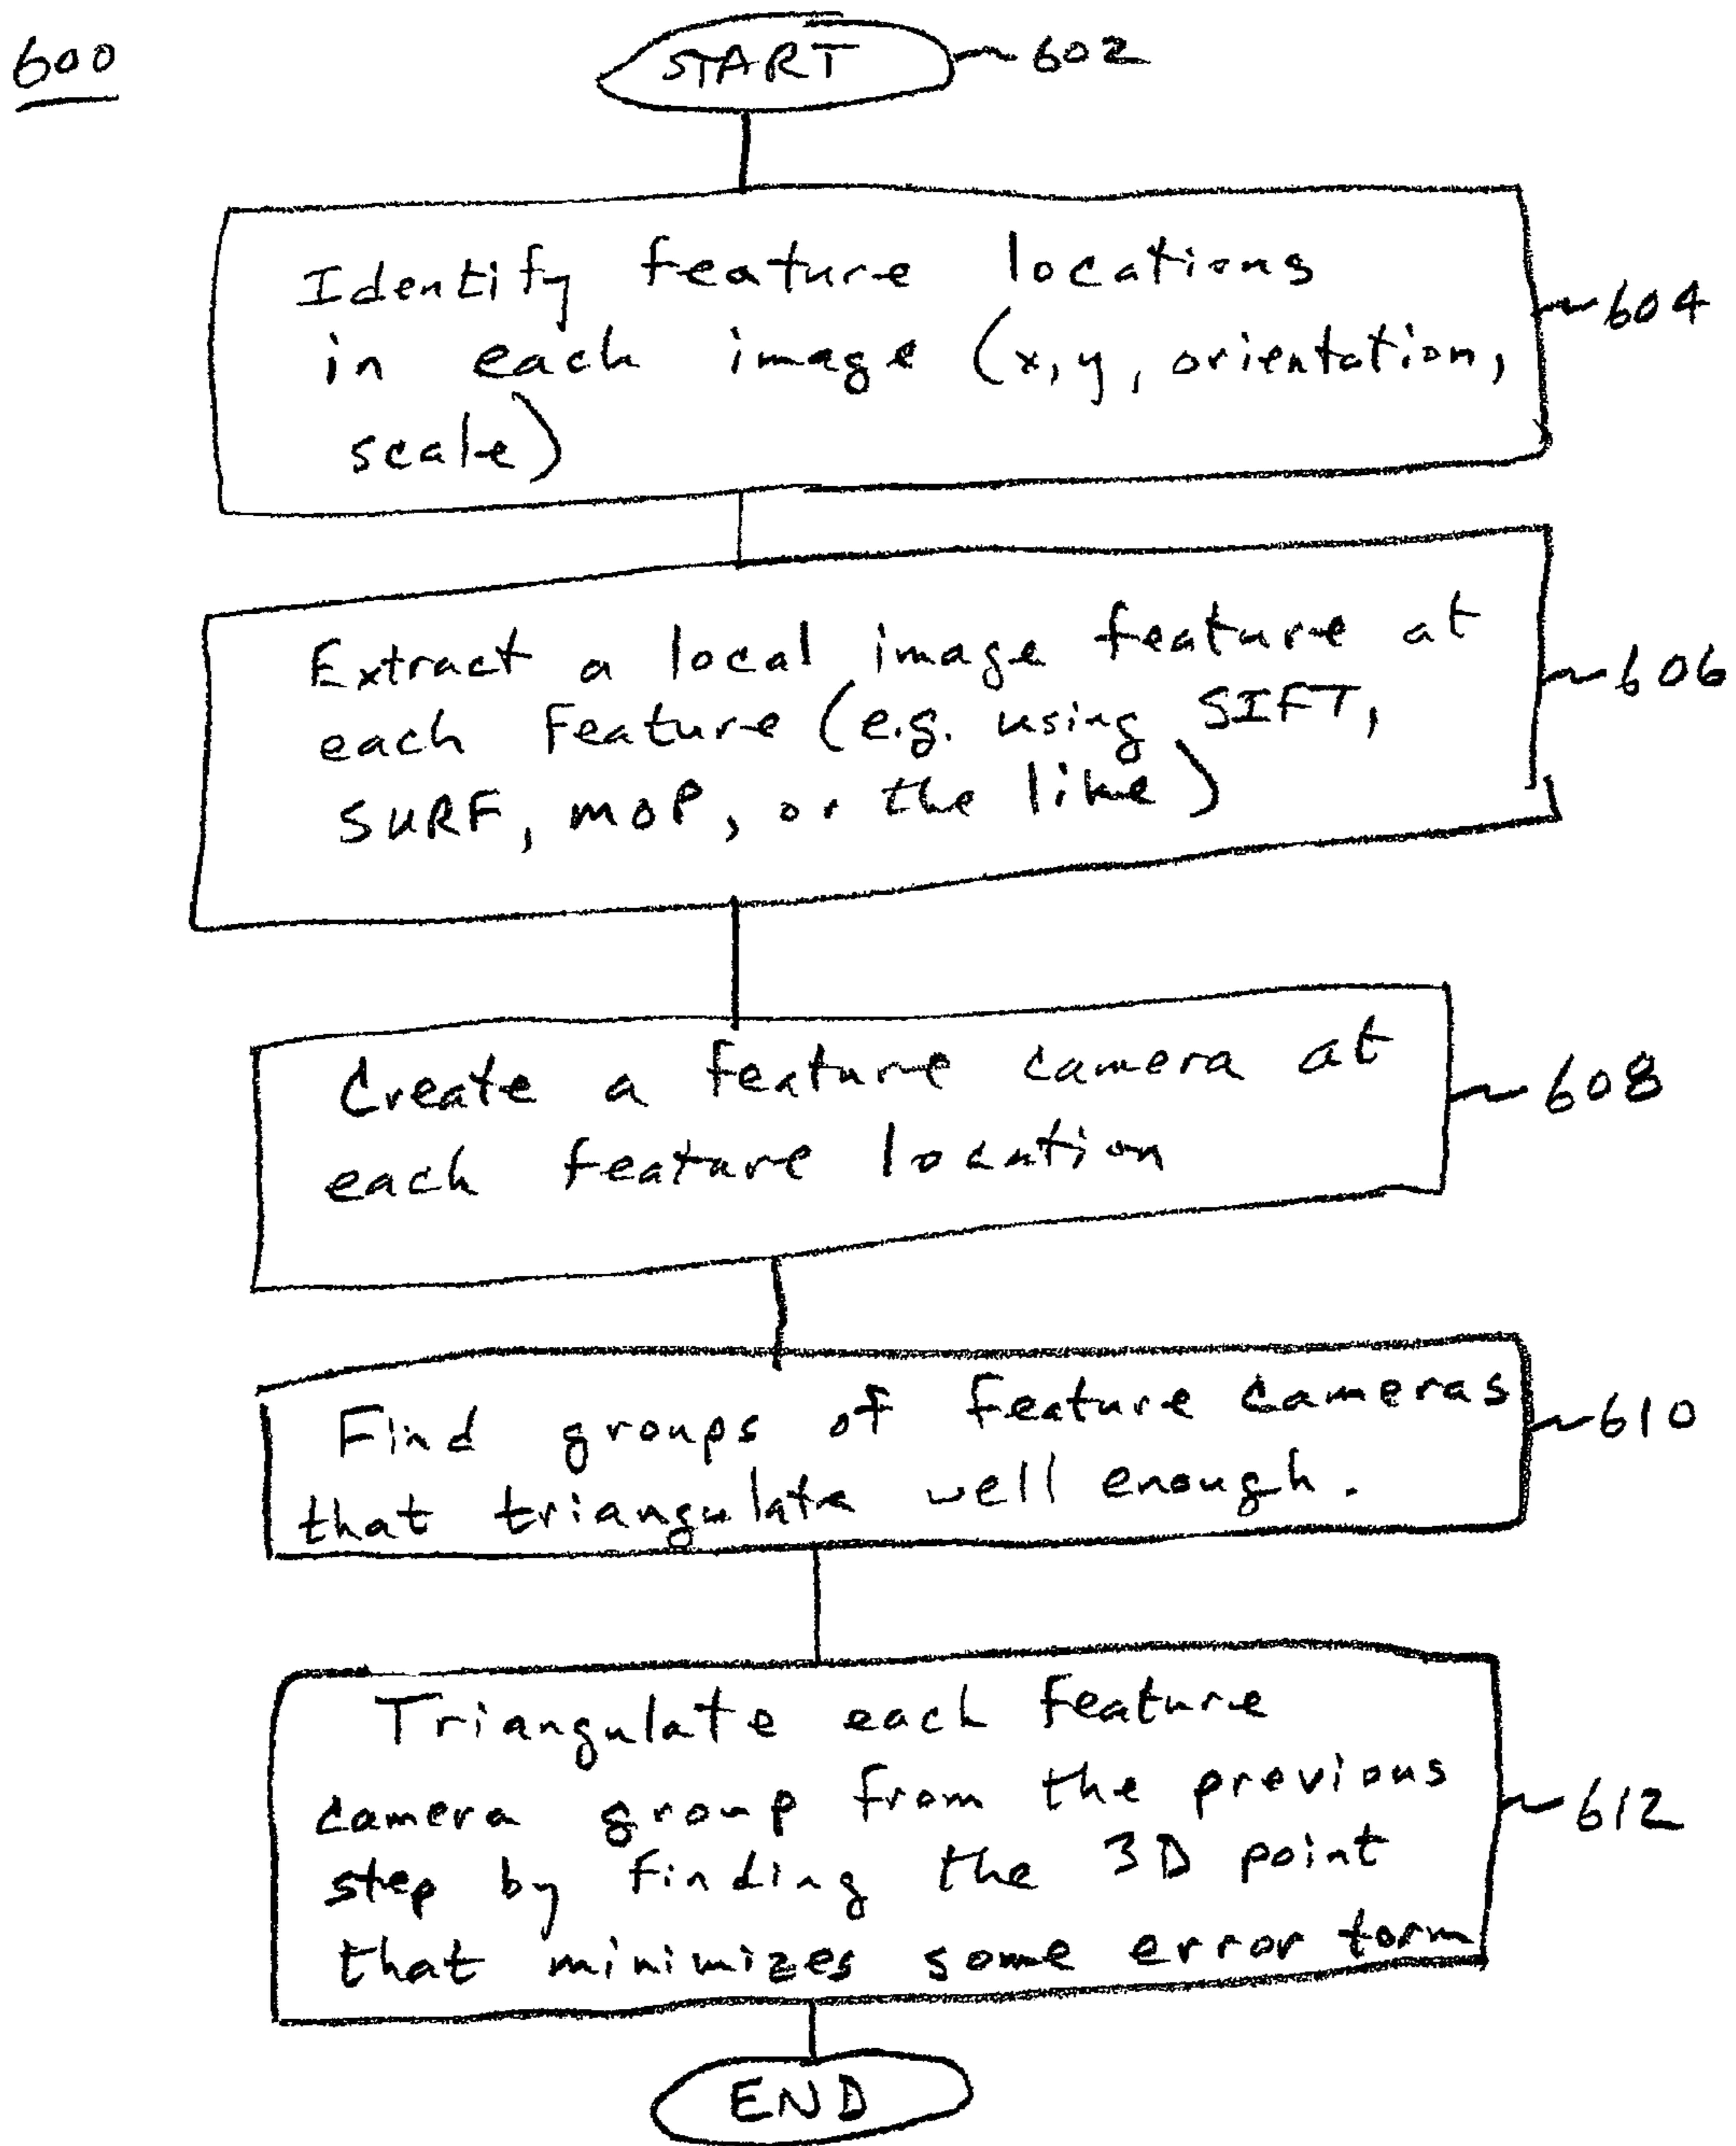 600
START
602
Identify feature locations
in each image (x, y, orientation,
scale)
604
Extract a local image feature at
each feature (e.g. using SIFT,
SURF, MOP, or the like)
606
Create a feature camera at
each feature location
608
Find groups of feature cameras
that triangulate well enough.
610
Triangulate each feature
camera group from the previous
step by finding the 3D point
that minimizes some error term
612
END